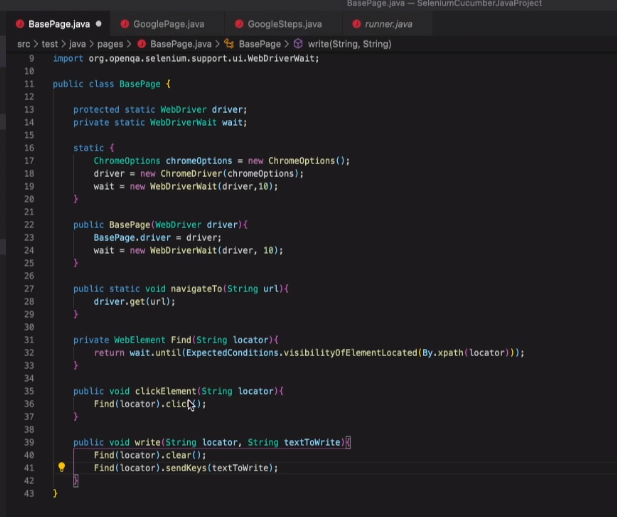 BasePage.java — SeleniumCucumberJavaProject
BasePage.java GooglePage.java GoogleSteps.java runner.java
src > test > java > pages > BasePage.java > BasePage > write(String, String)
9 import org.openqa.selenium.support.ui.WebDriverWait;
10
11 public class BasePage {
12
13 protected static WebDriver driver;
14 private static WebDriverWait wait;
15
16 static {
17 ChromeOptions chromeOptions = new ChromeOptions();
18 driver = new ChromeDriver(chromeOptions);
19 wait = new WebDriverWait(driver,10);
20 }
21
22 public BasePage(WebDriver driver){
23 BasePage.driver = driver;
24 wait = new WebDriverWait(driver, 10);
25 }
26
27 public static void navigateTo(String url){
28 driver.get(url);
29 }
30
31 private WebElement Find(String locator){
32 return wait.until(ExpectedConditions.visibilityOfElementLocated(By.xpath(locator)));
33 }
34
35 public void clickElement(String locator){
36 Find(locator).click();
37 }
38
39 public void write(String locator, String textToWrite){
40 Find(locator).clear();
41 Find(locator).sendKeys(textToWrite);
42 }
43 }